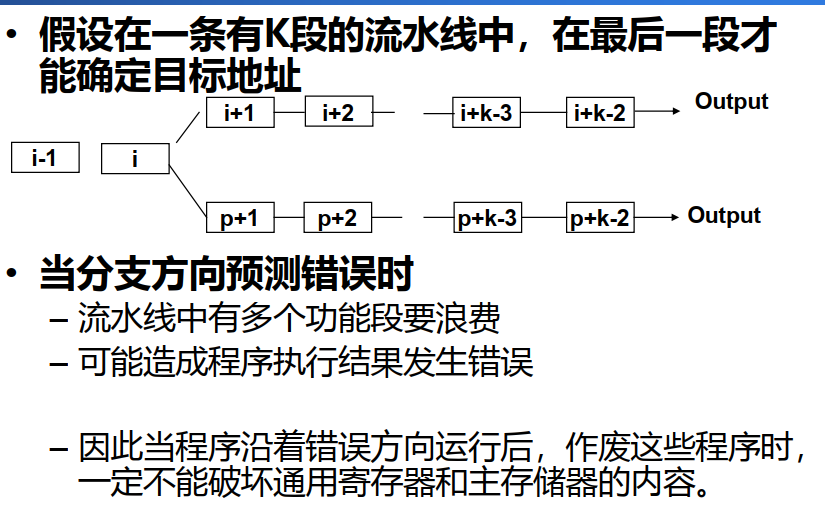 • 假设在一条有K段的流水线中，在最后一段才
能确定目标地址
i+1 i+2 i+k-3 i+k-2 Output
i-1 i
p+1 p+2 p+k-3 p+k-2 Output
• 当分支方向预测错误时
– 流水线中有多个功能段要浪费
– 可能造成程序执行结果发生错误
– 因此当程序沿着错误方向运行后，作废这些程序时，
一定不能破坏通用寄存器和主存储器的内容。